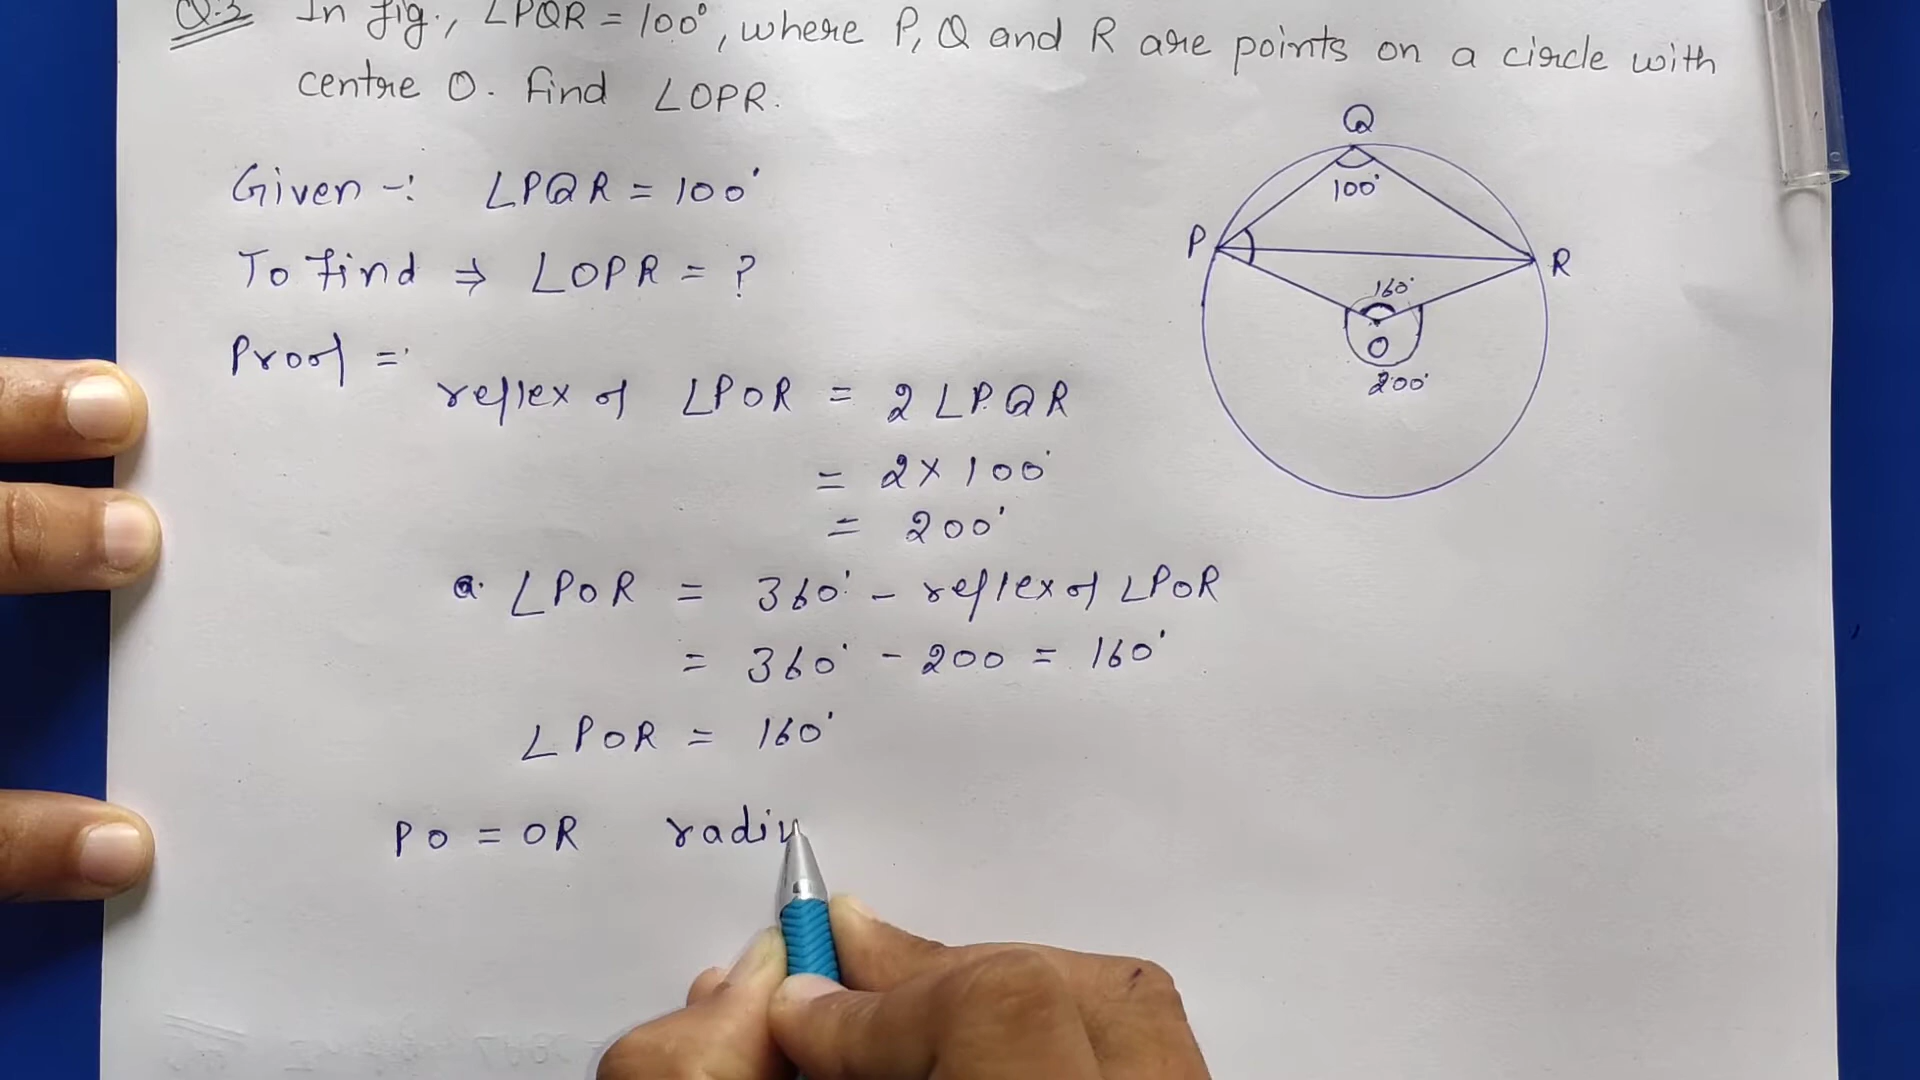 Q.3 In fig., ∠PQR = 100°, where P, Q and R are points on a circle with
centre O. Find ∠OPR.
Given -: ∠PQR = 100°
To find ⇒ ∠OPR = ?
Proof =
reflex of ∠POR = 2 ∠PQR
= 2 × 100°
= 200°
∠POR = 360° - reflex of ∠POR
= 360° - 200 = 160°
∠POR = 160°
PO = OR radiu
Q
100°
P
R
160°
O
200°